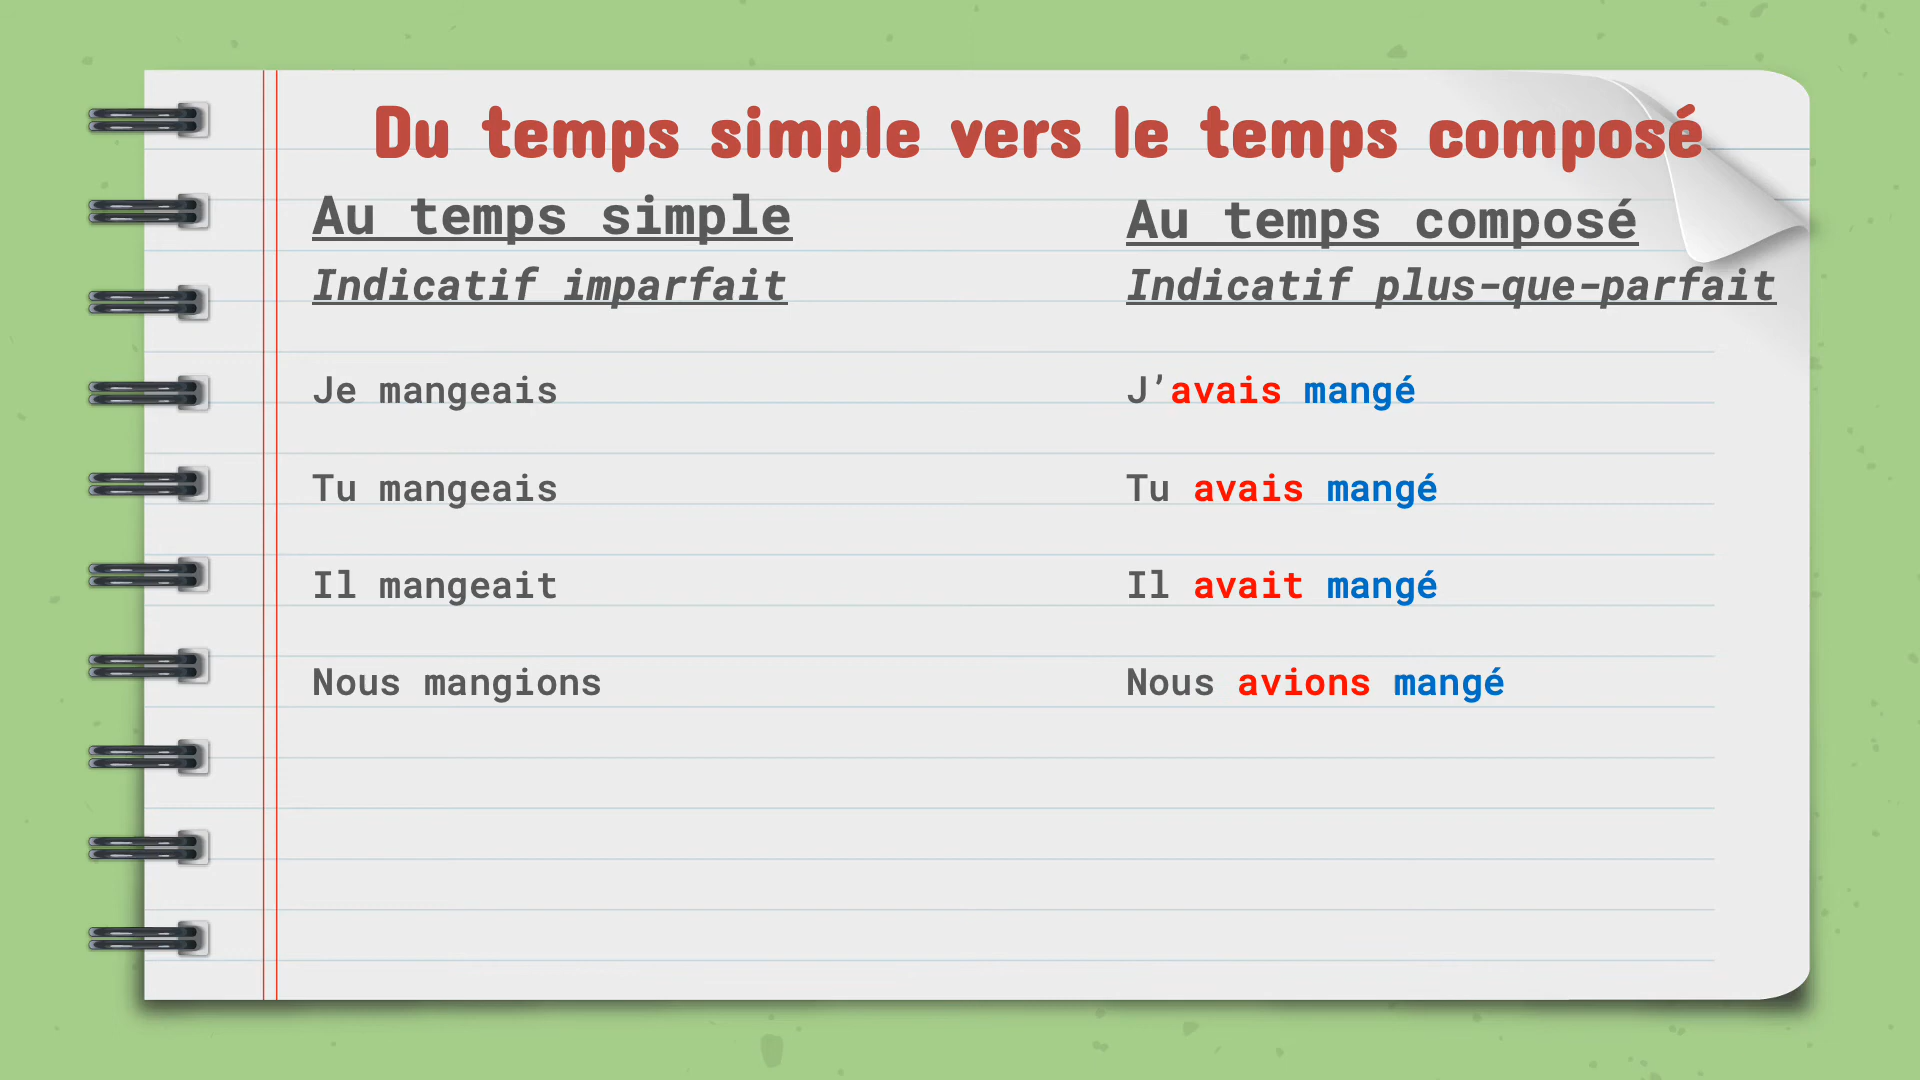 Du temps simple vers le temps composé
Au temps simple
Au temps composé
Indicatif imparfait
Indicatif plus-que-parfait
Je mangeais
J’avais mangé
Tu mangeais
Tu avais mangé
Il mangeait
Il avait mangé
Nous mangions
Nous avions mangé